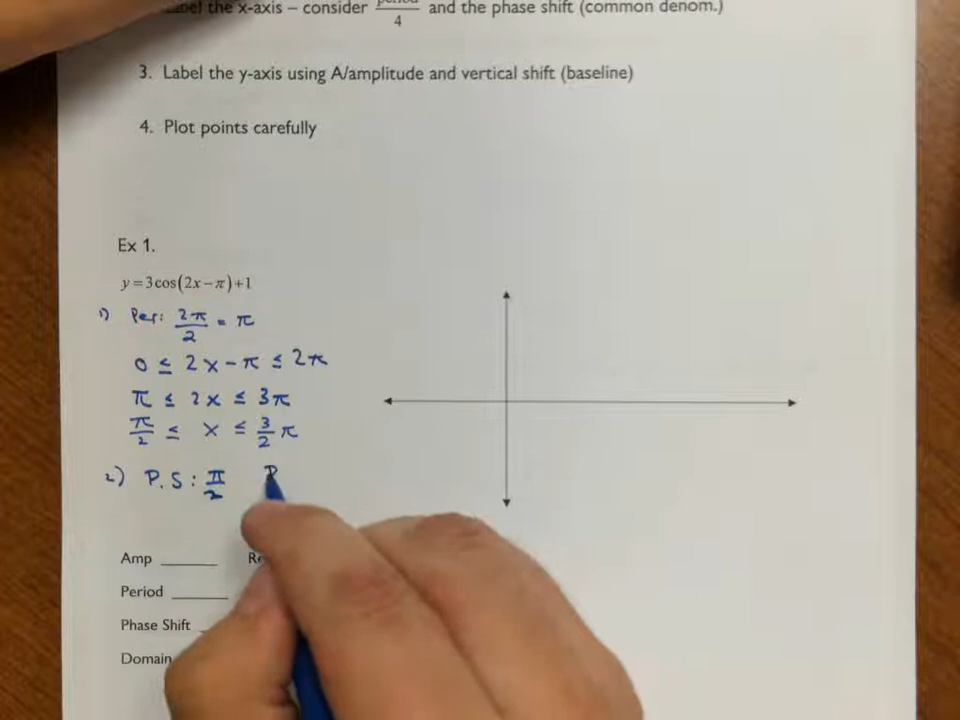 the x-axis – consider period/4 and the phase shift (common denom.)
3. Label the y-axis using A/amplitude and vertical shift (baseline)
4. Plot points carefully
Ex 1.
y=3cos(2x−π)+1
1) Per: 2π/2 = π
0 ≤ 2x−π ≤ 2π
π ≤ 2x ≤ 3π
π/2 ≤ x ≤ 3/2 π
2) P.S: π/2
Amp
Period
Phase Shift
Domain